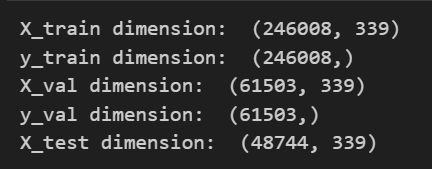 X_train dimension:  (246008, 339)
y_train dimension:  (246008,)
X_val dimension:  (61503, 339)
y_val dimension:  (61503,)
X_test dimension:  (48744, 339)